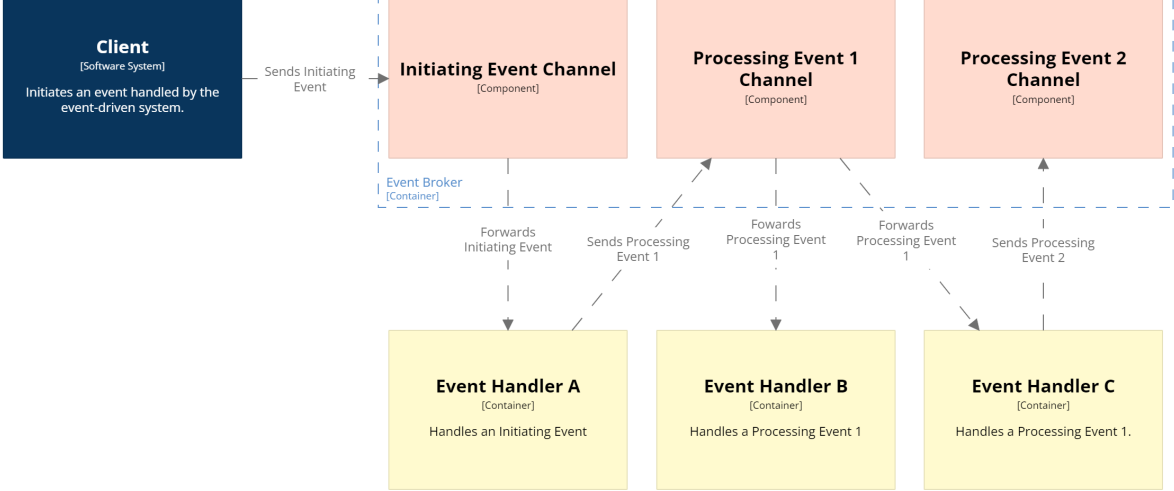 Client
[Software System]
Initiates an event handled by the
event-driven system.
Sends Initiating
Event
Initiating Event Channel
[Component]
Processing Event 1
Channel
[Component]
Processing Event 2
Channel
[Component]
Event Broker
[Container]
Forwards
Initiating Event
Sends Processing
Event 1
Fowards
Processing Event
1
Forwards
Processing Event
1
Sends Processing
Event 2
Event Handler A
[Container]
Handles an Initiating Event
Event Handler B
[Container]
Handles a Processing Event 1
Event Handler C
[Container]
Handles a Processing Event 1.